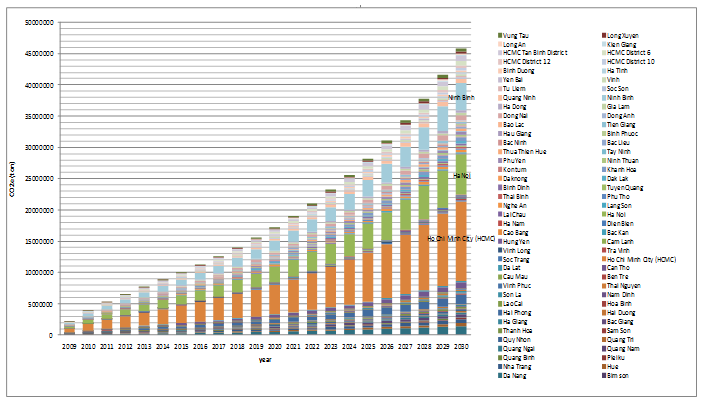 50000000
45000000
40000000
35000000
30000000
25000000
20000000
15000000
10000000
5000000
0
CO2e (ton)
2009 2010 2011 2012 2013 2014 2015 2016 2017 2018 2019 2020 2021 2022 2023 2024 2025 2026 2027 2028 2029 2030
year
Ninh Binh
Ha Noi
Ho Chi Minh City (HCMC)
Vung Tau Long Xuyen
Long An Kien Giang
HCMC Tan Binh District HCMC District 6
HCMC District 12 HCMC District 10
Binh Duong Ha Tinh
Yen Bai Vinh
Tu Liem Soc Son
Quang Ninh Ninh Binh
Ha Dong Gia Lam
Dong Nai Dong Anh
Bao Lac Tien Giang
Hau Giang Binh Phuoc
Bac Ninh Bac Lieu
Thua Thien Hue Tay Ninh
Phu Yen Ninh Thuan
Kontum Khanh Hoa
Daknong Dak Lak
Binh Dinh Tuyen Quang
Thai Binh Phu Tho
Nghe An Lang Son
Lai Chau Ha Noi
Ha Nam Dien Bien
Cao Bang Bac Kan
Hung Yen Cam Lanh
Vinh Long Tra Vinh
Soc Trang Ho Chi Minh City (HCMC)
Da Lat Can Tho
Cau Mau Ben Tre
Vinh Phuc Thai Nguyen
Son La Nam Dinh
Lao Cai Hoa Binh
Hai Phong Hai Duong
Ha Giang Bac Giang
Thanh Hoa Sam Son
Quy Nhon Quang Tri
Quang Ngai Quang Nam
Quang Binh Pleiku
Nha Trang Hue
Da Nang Bim son